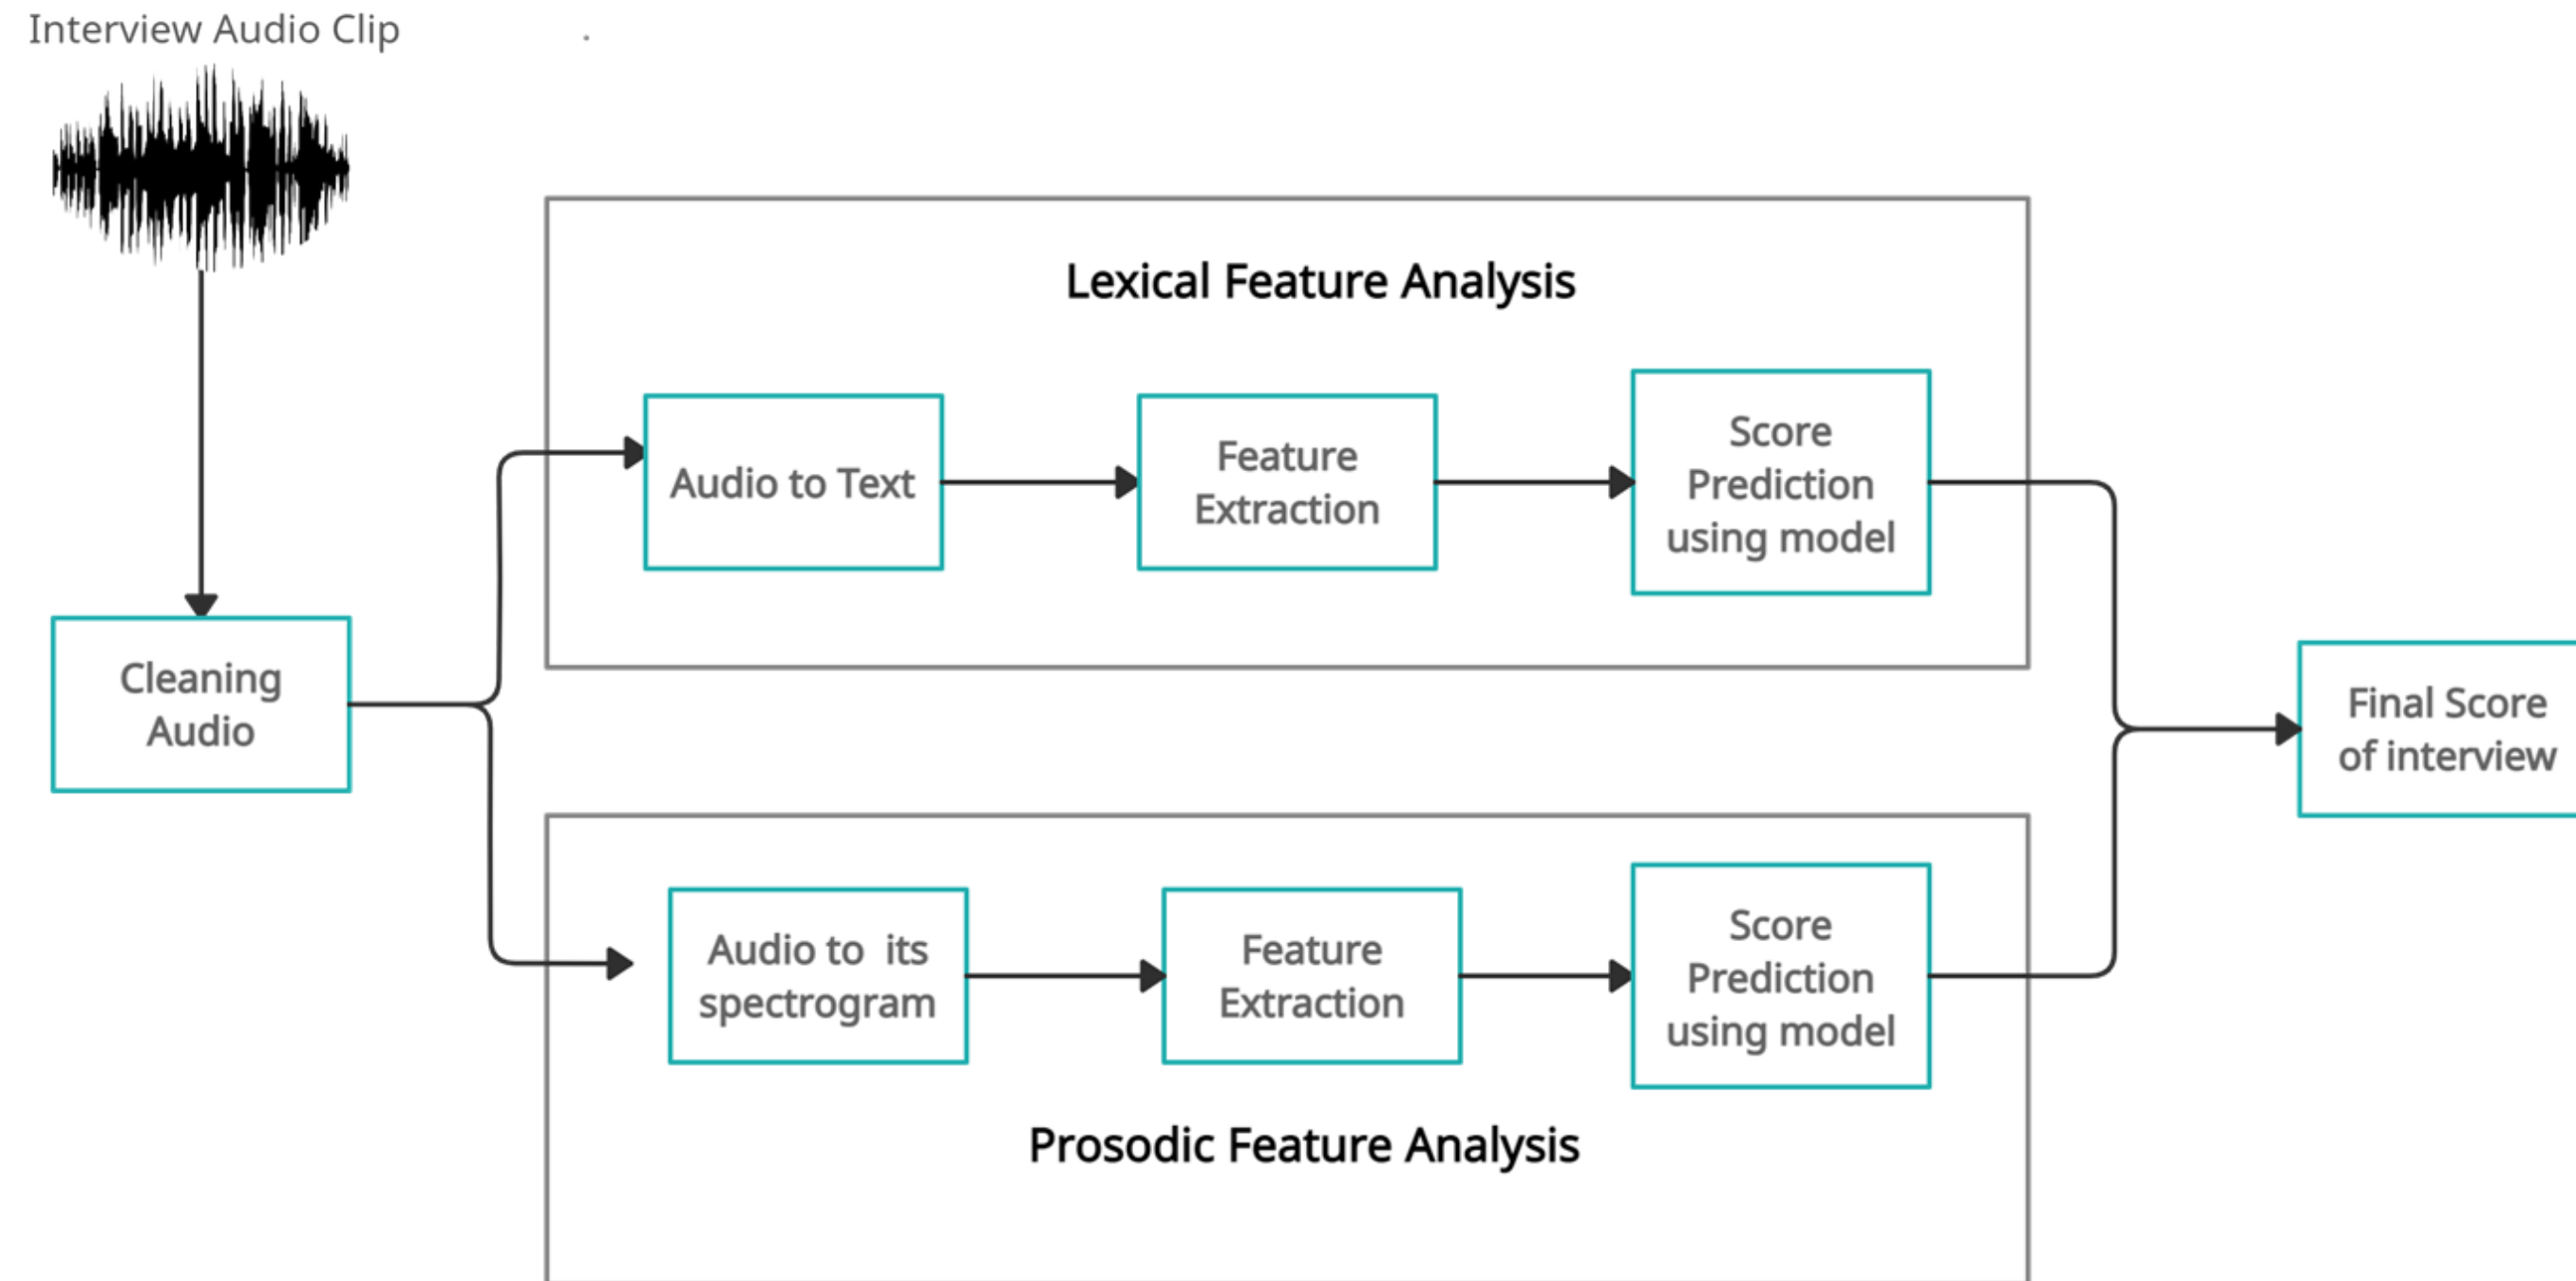 Interview Audio Clip
Lexical Feature Analysis
Audio to Text
Feature
Extraction
Score
Prediction
using model
Cleaning
Audio
Final Score
of interview
Audio to  its
spectrogram
Feature
Extraction
Score
Prediction
using model
Prosodic Feature Analysis